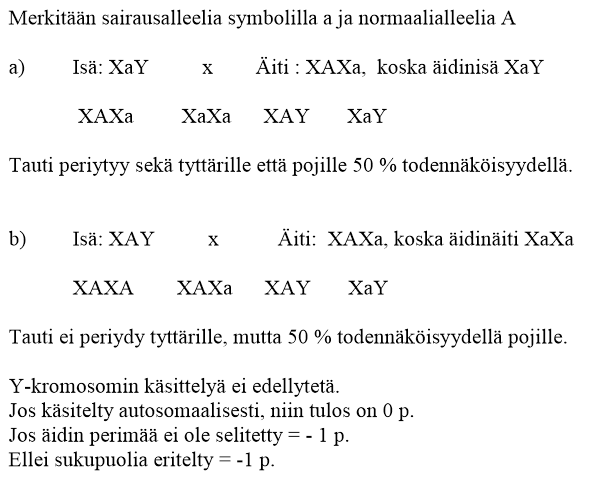 Merkitään sairausalleelia symbolilla a ja normaalialleelia A
a) Isä: XaY x Äiti : XAXa, koska äidinisä XaY
XAXa XaXa XAY XaY
Tauti periytyy sekä tyttärille että pojille 50 % todennäköisyydellä.
b) Isä: XAY x Äiti: XAXa, koska äidinäiti XaXa
XAXA XAXa XAY XaY
Tauti ei periydy tyttärille, mutta 50 % todennäköisyydellä pojille.
Y-kromosomin käsittelyä ei edellytetä.
Jos käsitelty autosomaalisesti, niin tulos on 0 p.
Jos äidin perimää ei ole selitetty = - 1 p.
Ellei sukupuolia eritelty = -1 p.